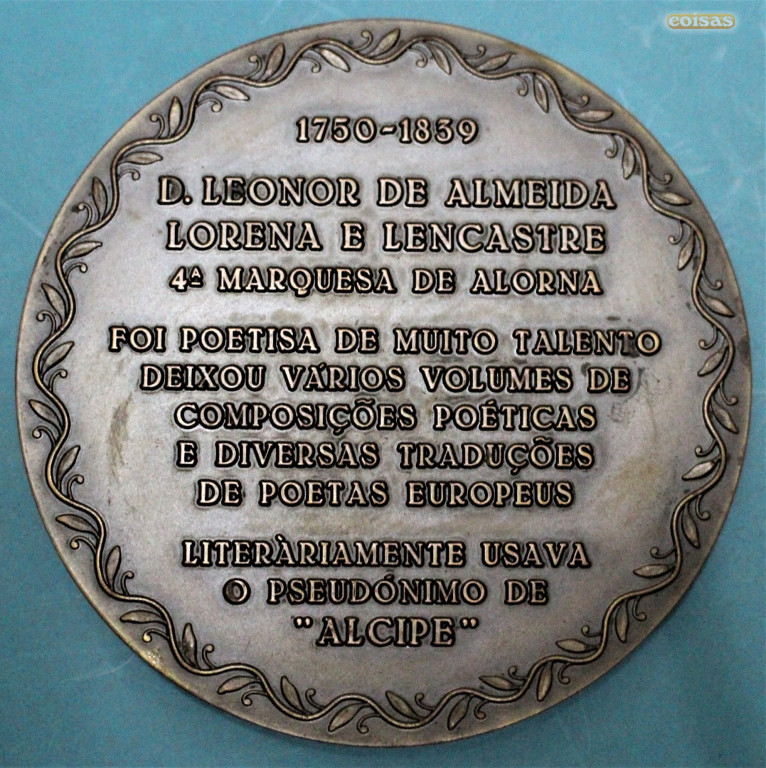 coisas
1750-1839
D. LEONOR DE ALMEIDA
LORENA E LENCASTRE
4ª MARQUESA DE ALORNA
FOI POETISA DE MUITO TALENTO
DEIXOU VÁRIOS VOLUMES DE
COMPOSIÇÕES POÉTICAS
E DIVERSAS TRADUÇÕES
DE POETAS EUROPEUS
LITERÀRIAMENTE USAVA
O PSEUDÓNIMO DE
"ALCIPE"